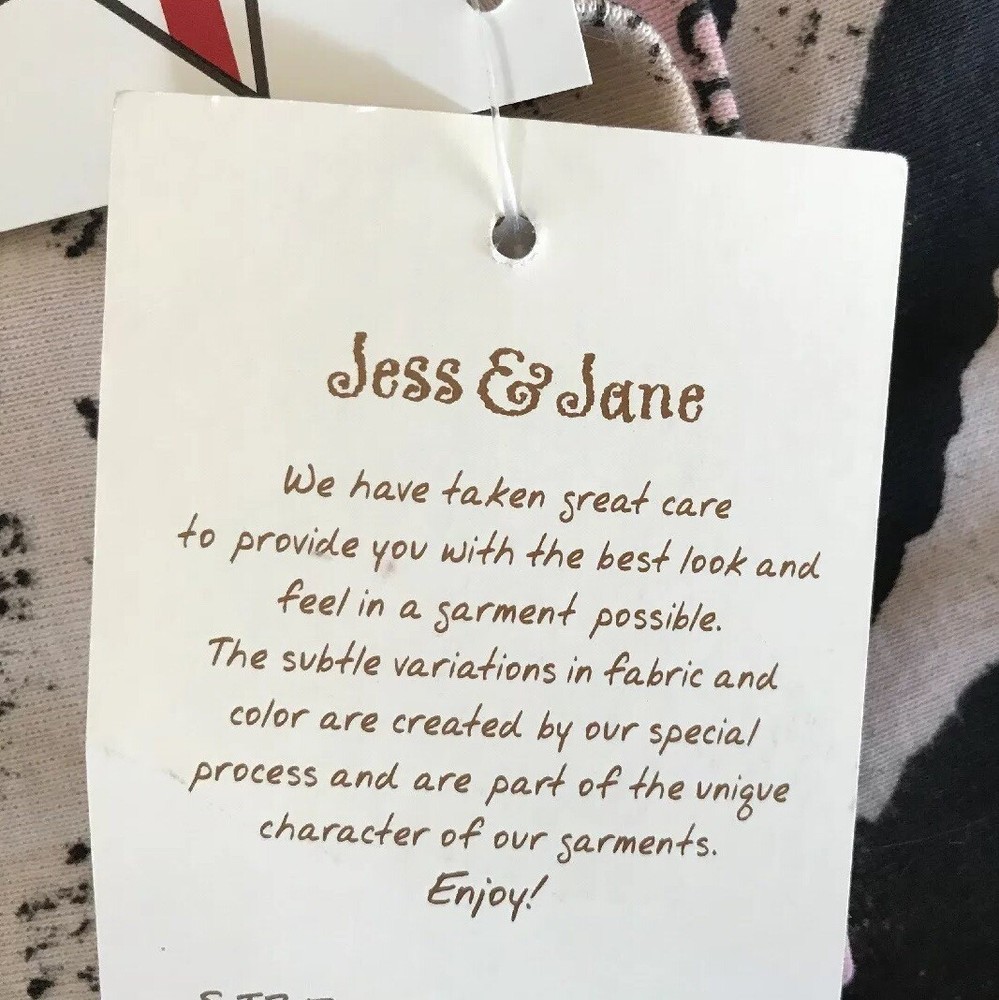 Jess & Jane
We have taken great care
to provide you with the best look and
feel in a garment possible.
The subtle variations in fabric and
color are created by our special
process and are part of the unique
character of our garments.
Enjoy!